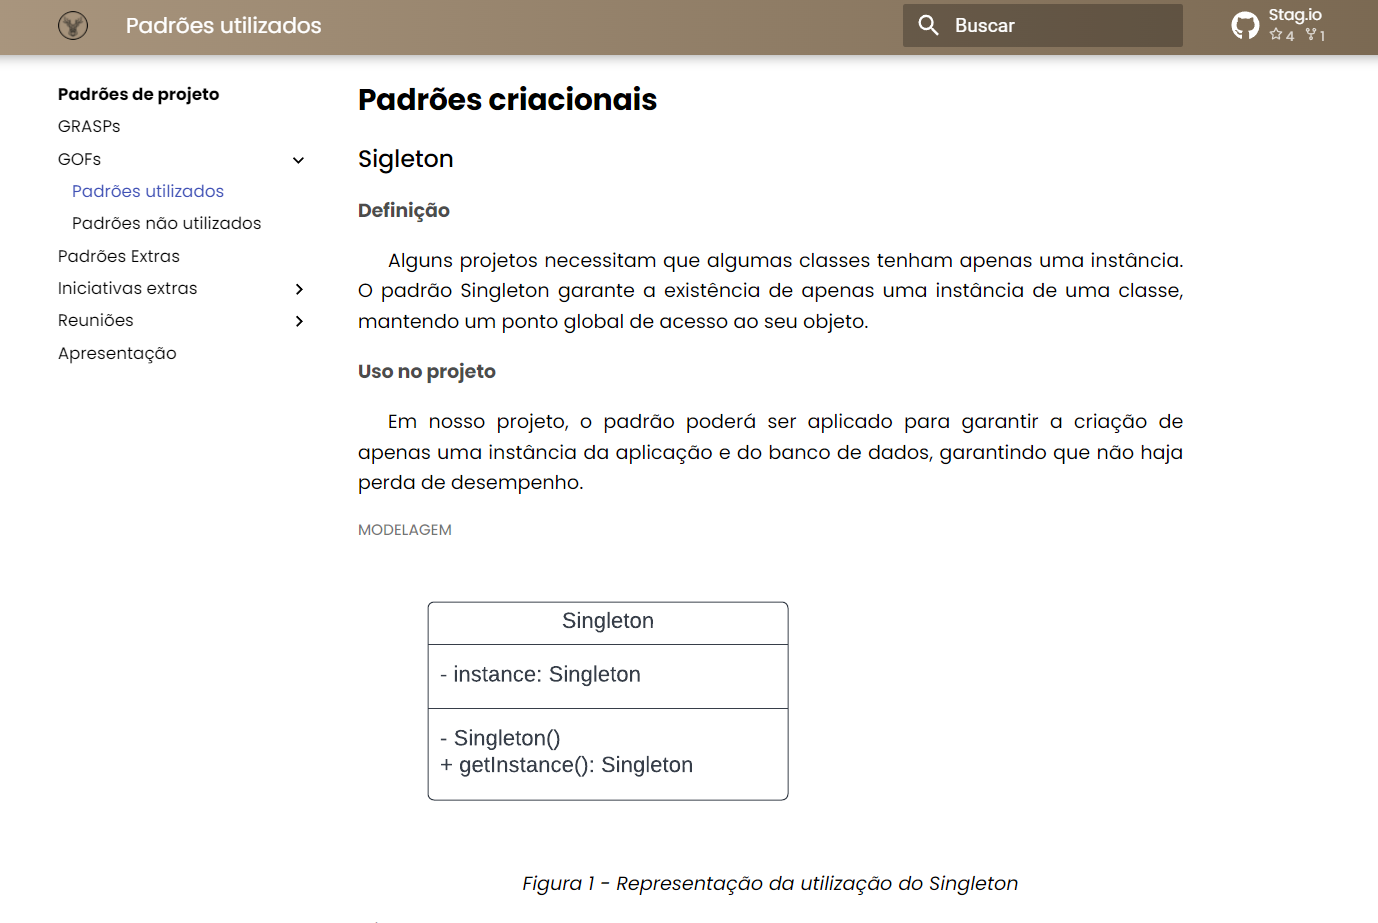 Padrões utilizados
Buscar
Stag.io
4 1
Padrões de projeto
GRASPs
GOFs
Padrões utilizados
Padrões não utilizados
Padrões Extras
Iniciativas extras
Reuniões
Apresentação
Padrões criacionais
Sigleton
Definição
Alguns projetos necessitam que algumas classes tenham apenas uma instância.
O padrão Singleton garante a existência de apenas uma instância de uma classe,
mantendo um ponto global de acesso ao seu objeto.
Uso no projeto
Em nosso projeto, o padrão poderá ser aplicado para garantir a criação de
apenas uma instância da aplicação e do banco de dados, garantindo que não haja
perda de desempenho.
MODELAGEM
Singleton
- instance: Singleton
- Singleton()
+ getInstance(): Singleton
Figura 1 - Representação da utilização do Singleton